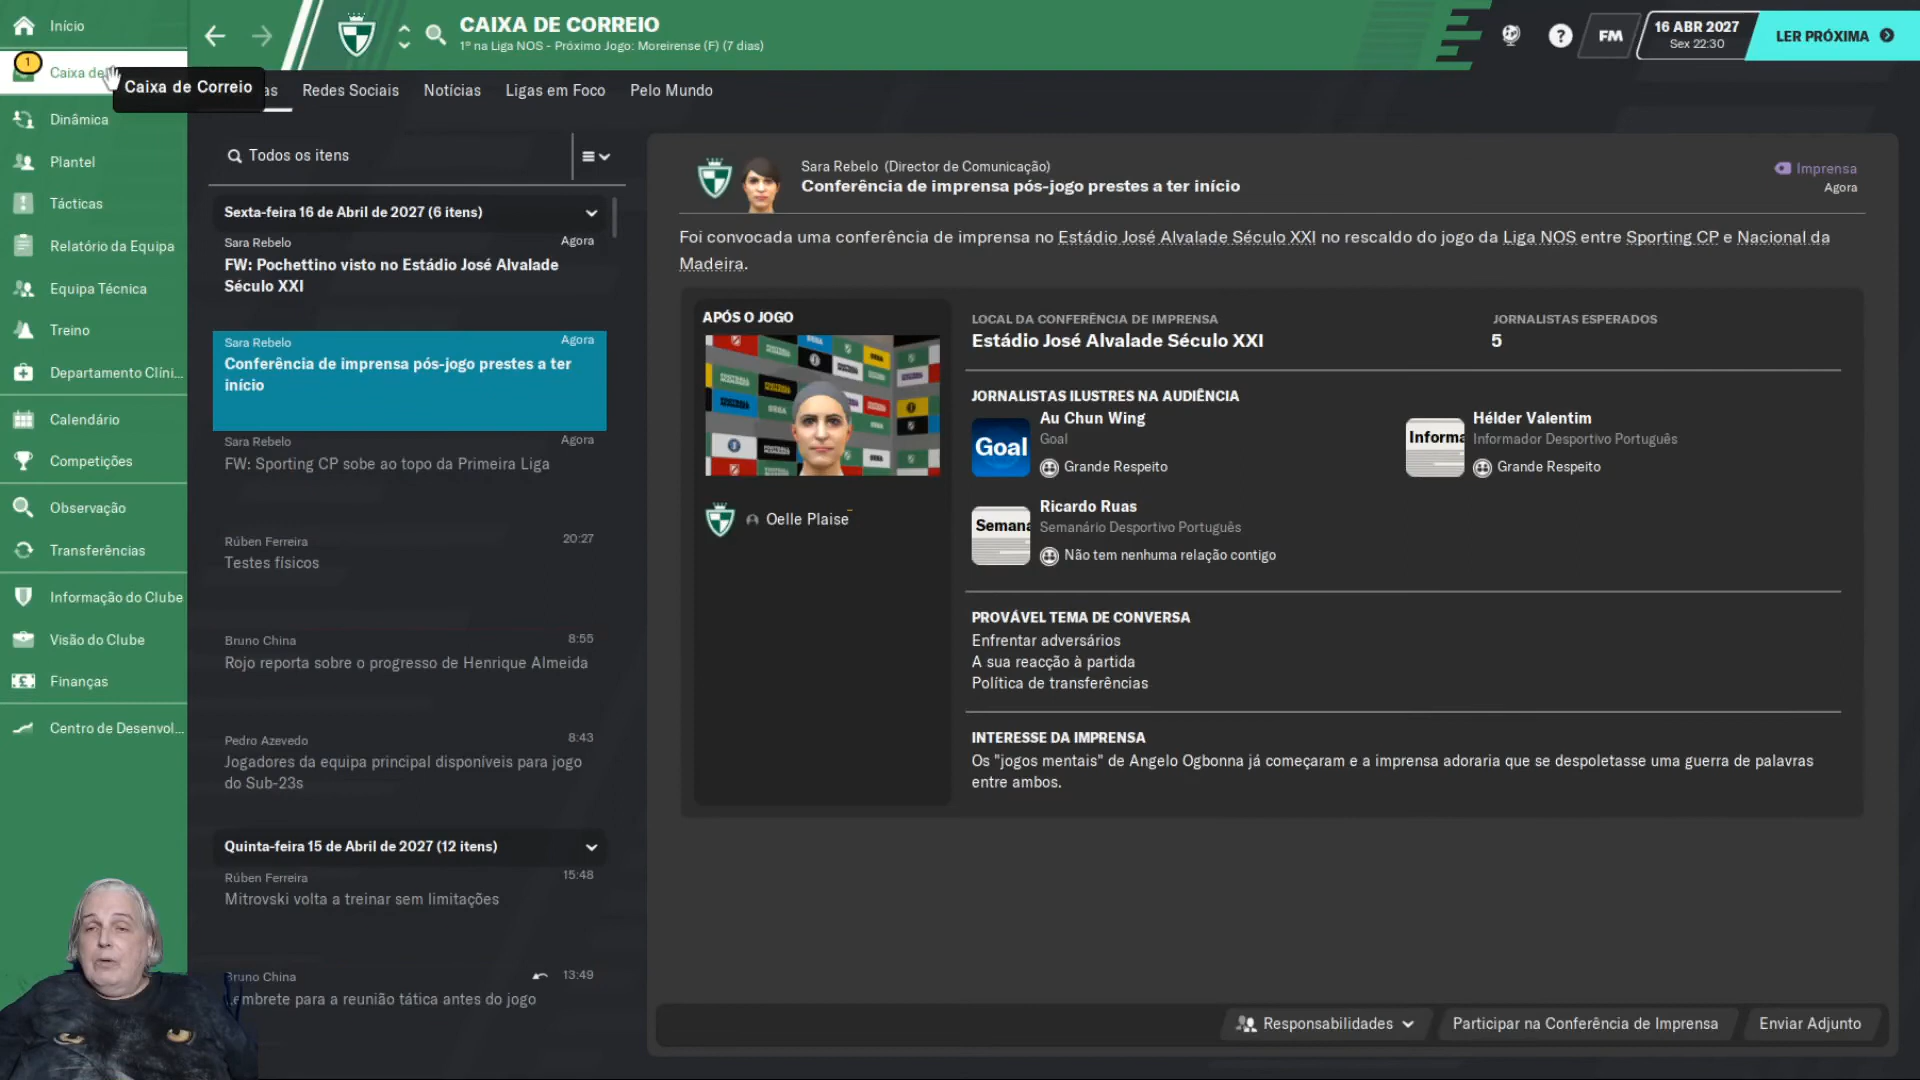 Início
CAIXA DE CORREIO
1º na Liga NOS - Próximo Jogo: Moreirense (F) (7 dias)
FM
16 ABR 2027
Sex 22:30
LER PRÓXIMA
1
Caixa de
Caixa de Correio
as
Redes Sociais
Notícias
Ligas em Foco
Pelo Mundo
Dinâmica
Plantel
Tácticas
Relatório da Equipa
Equipa Técnica
Treino
Departamento Clíni...
Calendário
Competições
Observação
Transferências
Informação do Clube
Visão do Clube
Finanças
Centro de Desenvol...
Todos os itens
Sexta-feira 16 de Abril de 2027 (6 itens)
Sara Rebelo
Agora
FW: Pochettino visto no Estádio José Alvalade
Século XXI
Sara Rebelo
Agora
Conferência de imprensa pós-jogo prestes a ter
início
Sara Rebelo
Agora
FW: Sporting CP sobe ao topo da Primeira Liga
Rúben Ferreira
20:27
Testes físicos
Bruno China
8:55
Rojo reporta sobre o progresso de Henrique Almeida
Pedro Azevedo
8:43
Jogadores da equipa principal disponíveis para jogo
do Sub-23s
Quinta-feira 15 de Abril de 2027 (12 itens)
Rúben Ferreira
15:48
Mitrovski volta a treinar sem limitações
Bruno China
13:49
Lembrete para a reunião tática antes do jogo
Sara Rebelo (Director de Comunicação)
Conferência de imprensa pós-jogo prestes a ter início
Imprensa
Agora
Foi convocada uma conferência de imprensa no Estádio José Alvalade Século XXI no rescaldo do jogo da Liga NOS entre Sporting CP e Nacional da
Madeira.
APÓS O JOGO
Oelle Plaise
LOCAL DA CONFERÊNCIA DE IMPRENSA
Estádio José Alvalade Século XXI
JORNALISTAS ESPERADOS
5
JORNALISTAS ILUSTRES NA AUDIÊNCIA
Goal
Au Chun Wing
Goal
Grande Respeito
Informa
Hélder Valentim
Informador Desportivo Português
Grande Respeito
Semana
Ricardo Ruas
Semanário Desportivo Português
Não tem nenhuma relação contigo
PROVÁVEL TEMA DE CONVERSA
Enfrentar adversários
A sua reacção à partida
Política de transferências
INTERESSE DA IMPRENSA
Os "jogos mentais" de Angelo Ogbonna já começaram e a imprensa adoraria que se despoletasse uma guerra de palavras
entre ambos.
Responsabilidades
Participar na Conferência de Imprensa
Enviar Adjunto